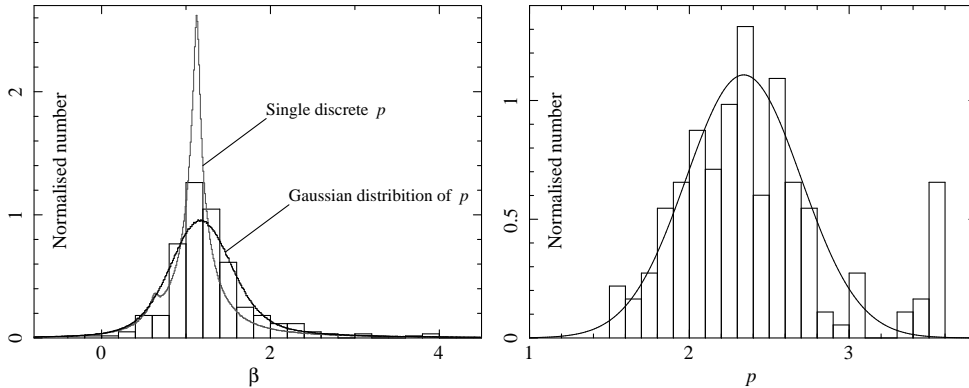 Normalised number
0
1
2
Single discrete p
Gaussian distribition of p
0
2
4
β
Normalised number
0
0.5
1
1
2
3
p